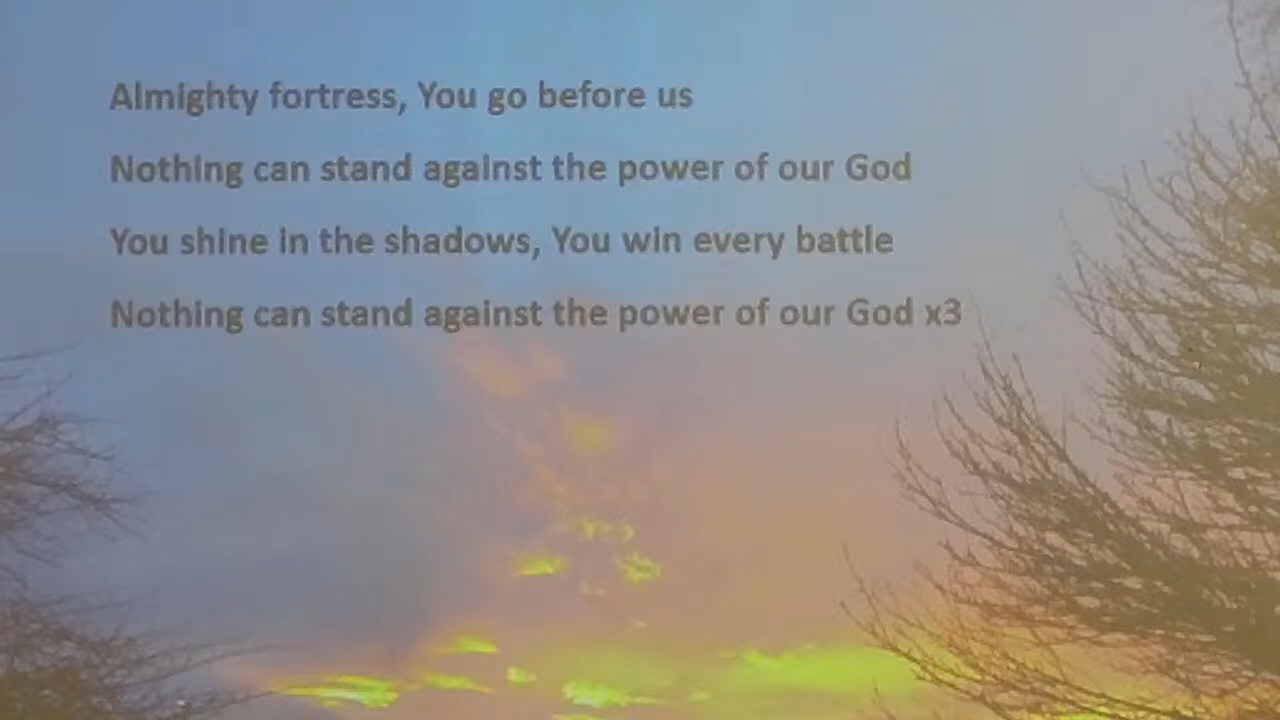 Almighty fortress, You go before us
Nothing can stand against the power of our God
You shine in the shadows, You win every battle
Nothing can stand against the power of our God x3